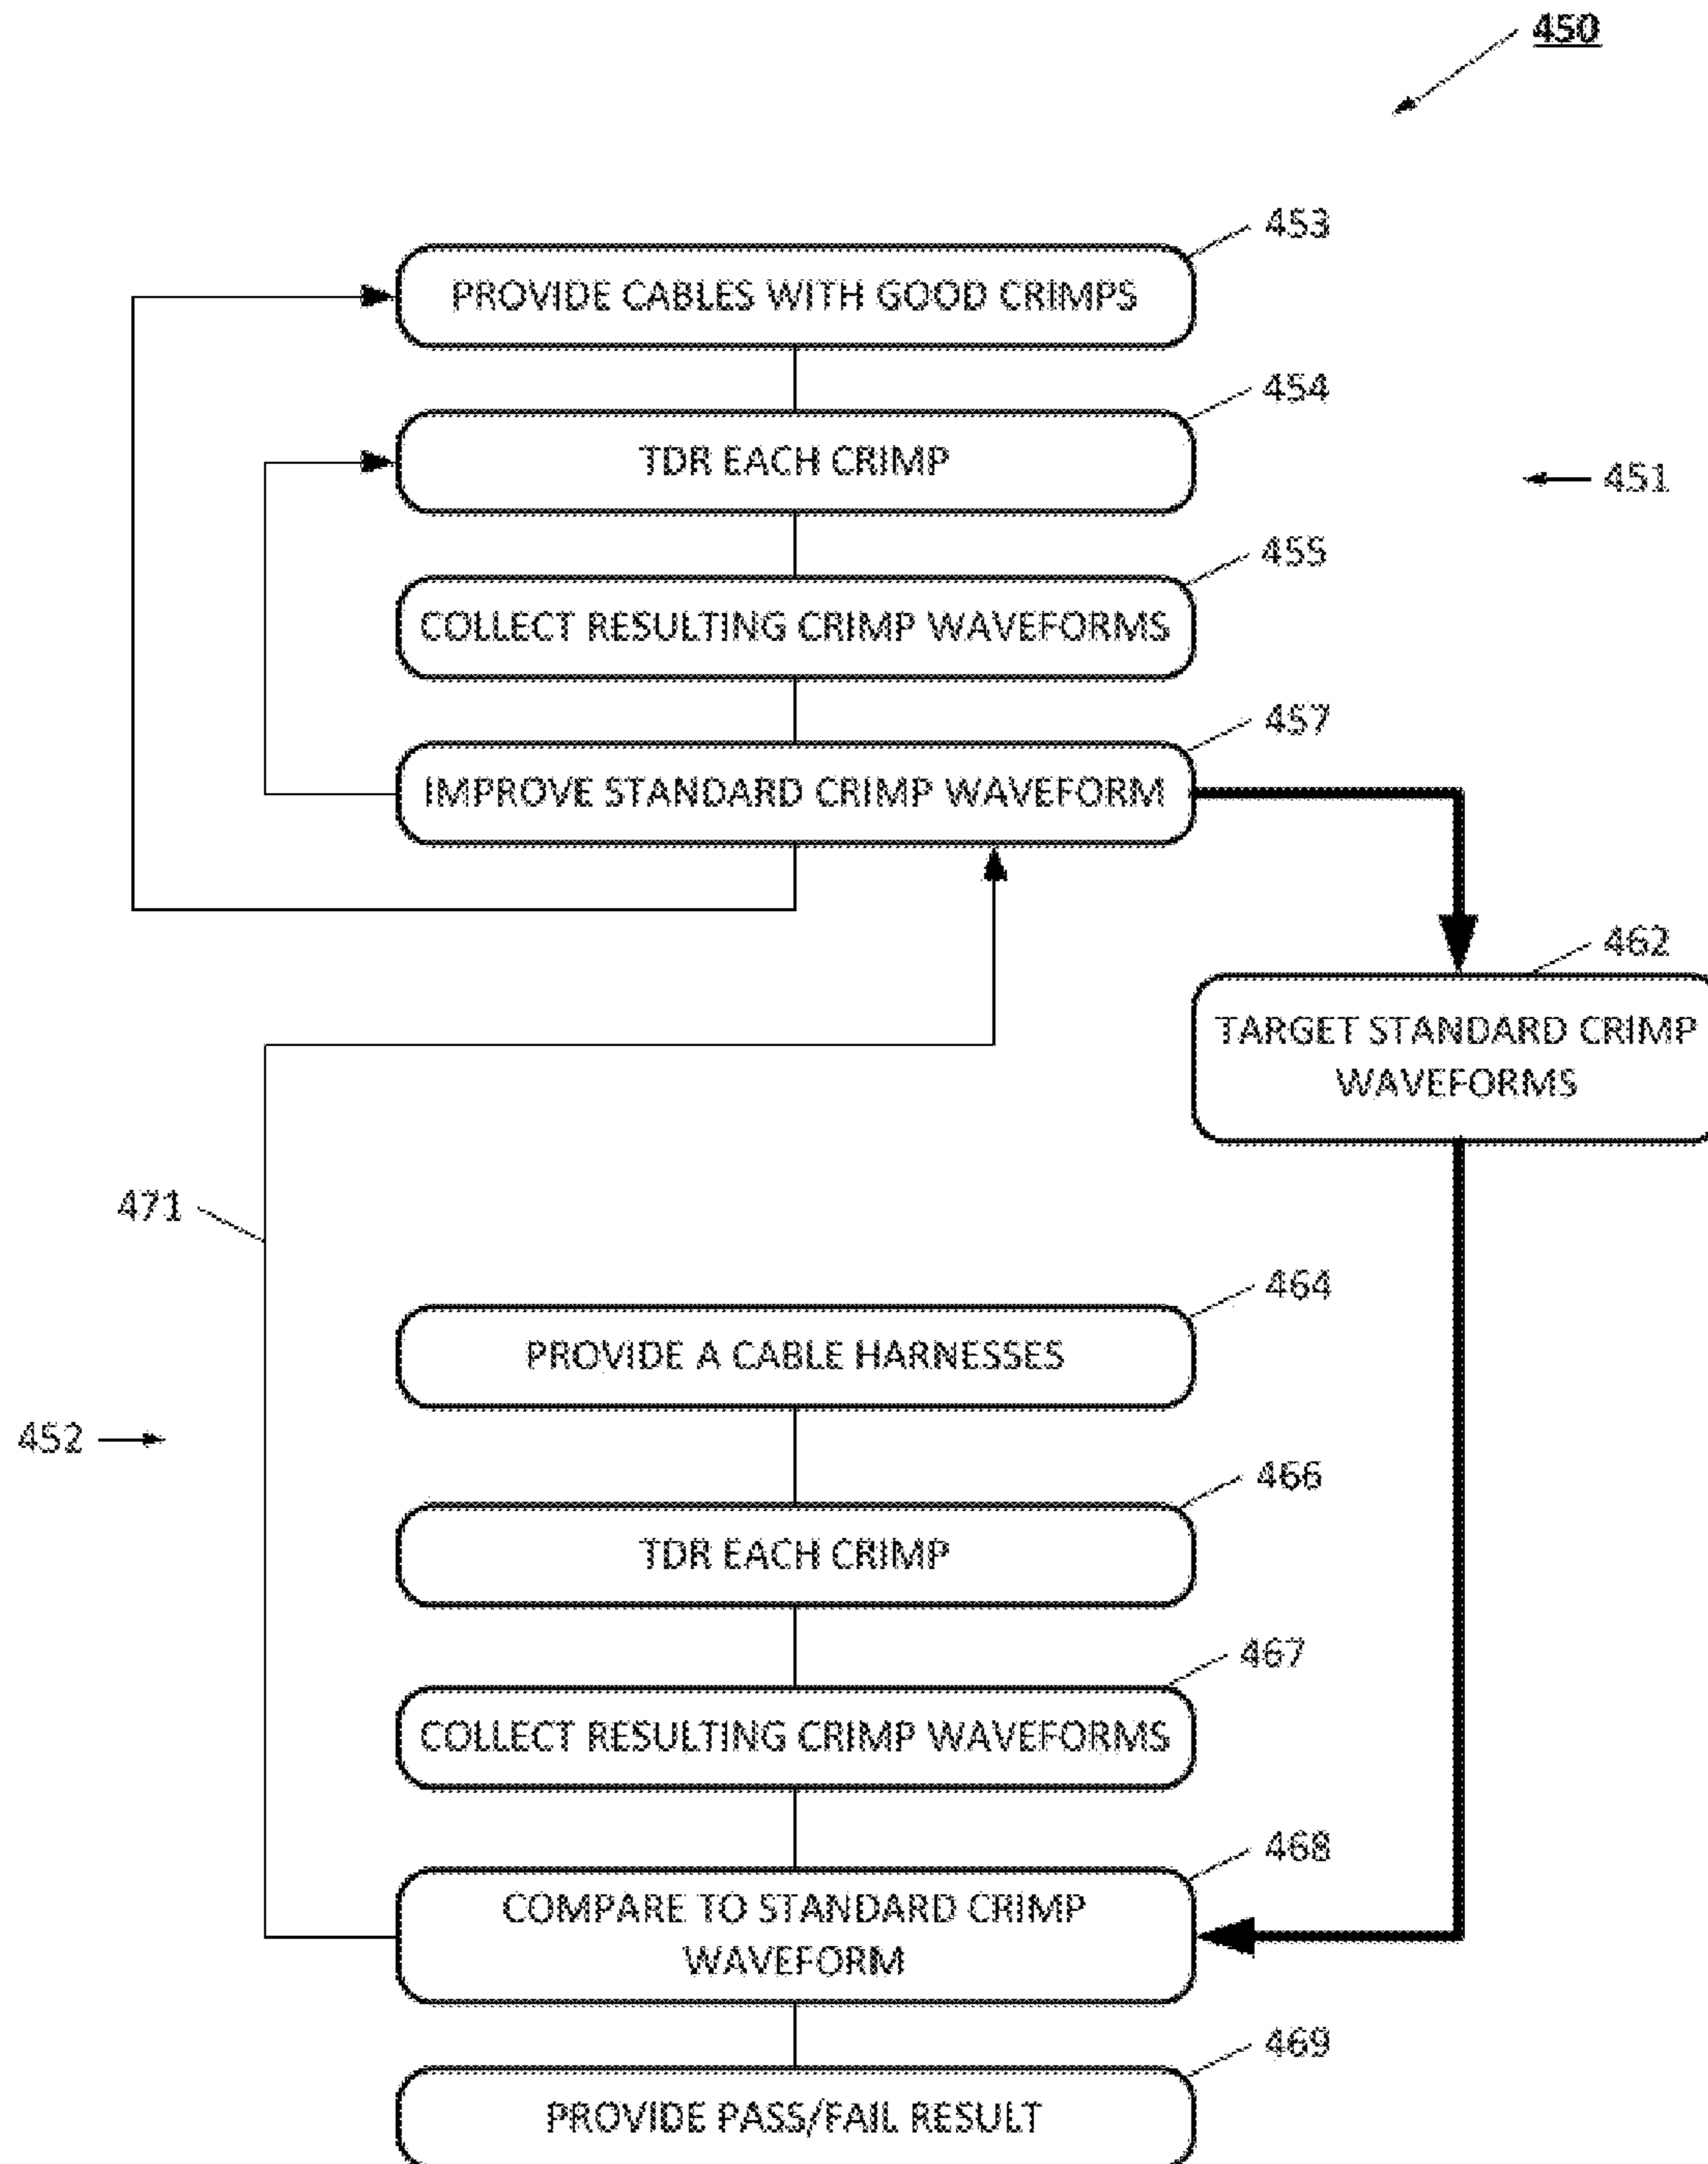 450
453
PROVIDE CABLES WITH GOOD CRIMPS
454
TDR EACH CRIMP
451
455
COLLECT RESULTING CRIMP WAVEFORMS
457
IMPROVE STANDARD CRIMP WAVEFORM
462
TARGET STANDARD CRIMP
WAVEFORMS
471
464
PROVIDE A CABLE HARNESSES
452
466
TDR EACH CRIMP
467
COLLECT RESULTING CRIMP WAVEFORMS
468
COMPARE TO STANDARD CRIMP
WAVEFORM
469
PROVIDE PASS/FAIL RESULT